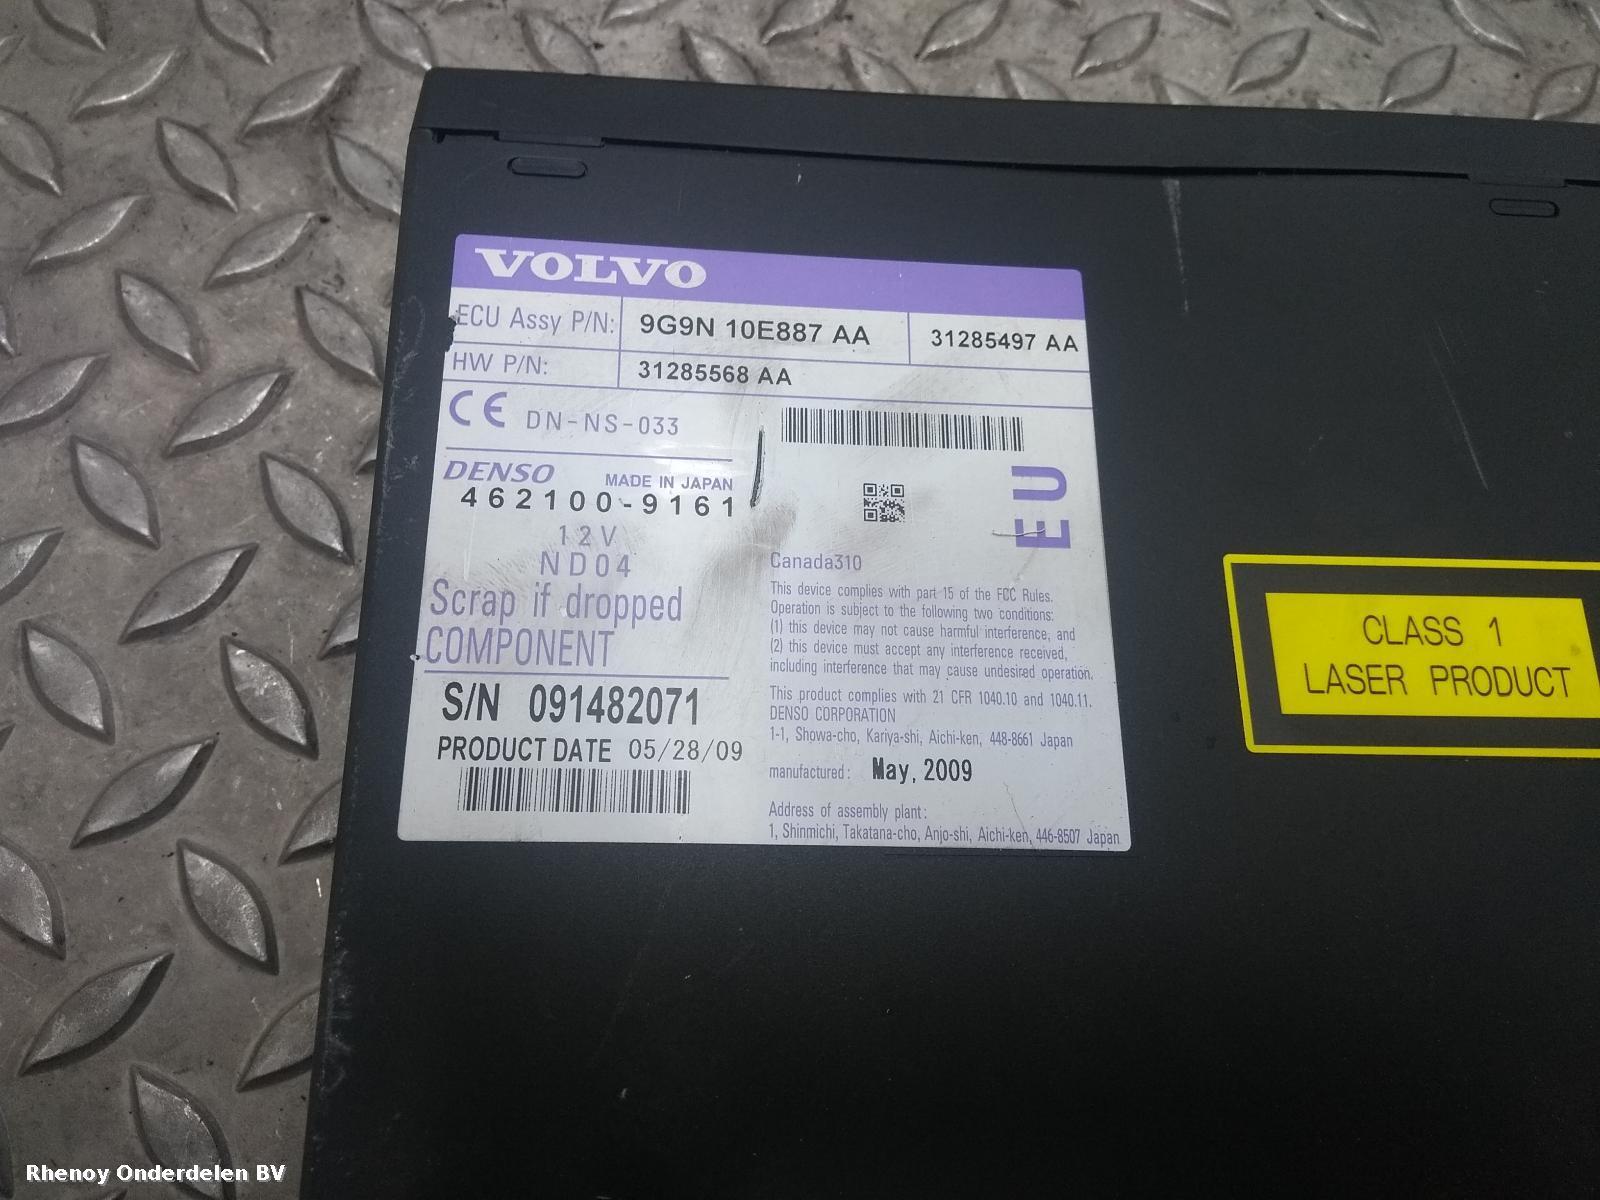 VOLVO
ECU Assy P/N: 9G9N 10E887 AA 31285497 AA
HW P/N: 31285568 AA
CE DN-NS-033
DENSO MADE IN JAPAN
462100-9161
12V
ND04
Scrap if dropped
COMPONENT
S/N 091482071
PRODUCT DATE 05/28/09
EU
Canada310
This device complies with part 15 of the FCC Rules.
Operation is subject to the following two conditions:
(1) this device may not cause harmful interference, and
(2) this device must accept any interference received,
including interference that may cause undesired operation.
This product complies with 21 CFR 1040.10 and 1040.11.
DENSO CORPORATION
1-1, Showa-cho, Kariya-shi, Aichi-ken, 448-8661 Japan
manufactured: May, 2009
Address of assembly plant:
1, Shinmichi, Takatana-cho, Anjo-shi, Aichi-ken, 446-8507 Japan
CLASS 1
LASER PRODUCT
Rhenoy Onderdelen BV